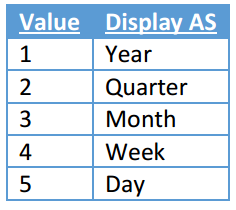 Value Display AS
1 Year
2 Quarter
3 Month
4 Week
5 Day